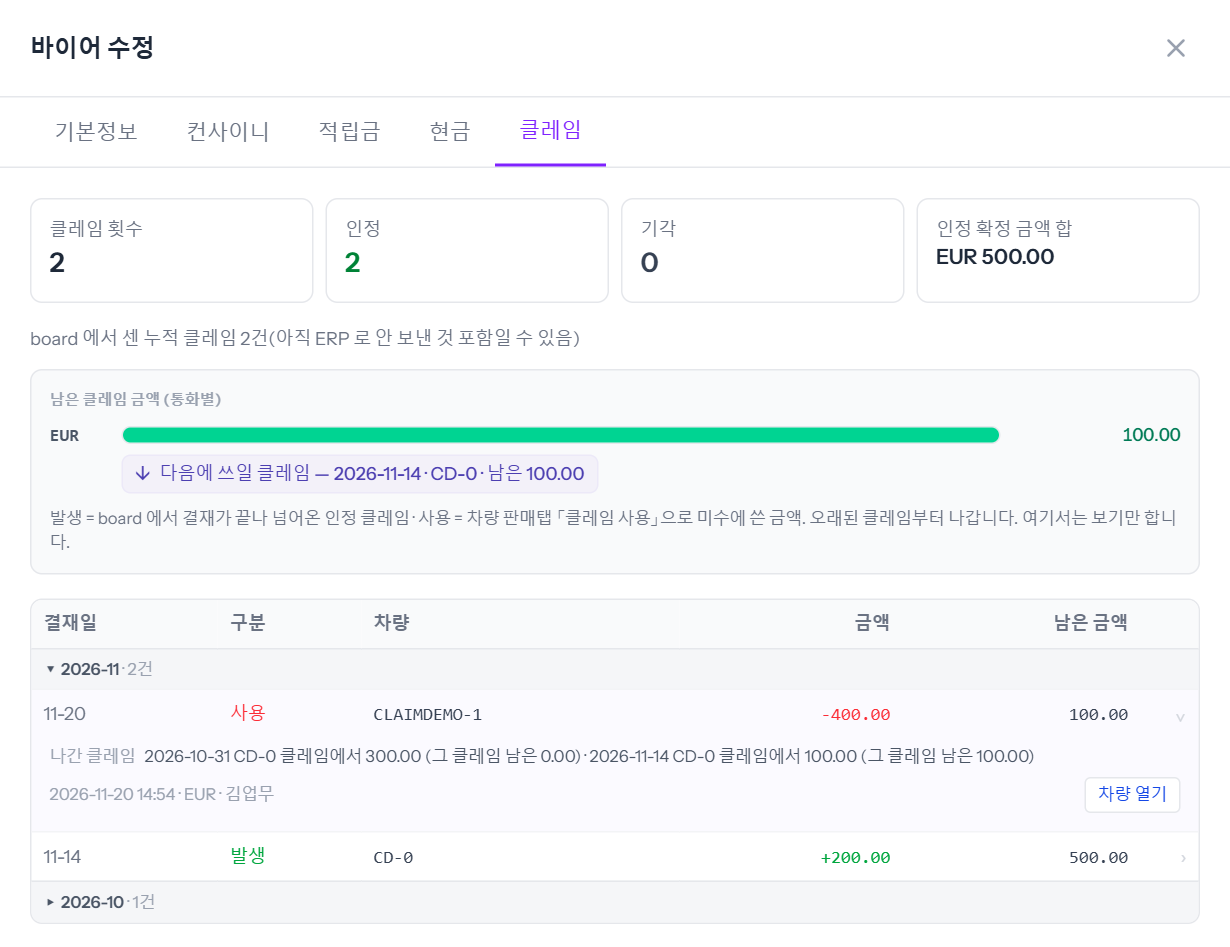 바이어 수정
기본정보 컨사이니 적립금 현금 클레임
클레임 횟수 인정 기각 인정 확정 금액 합
2 2 0 EUR 500.00
board 에서 센 누적 클레임 2건(아직 ERP 로 안 보낸 것 포함일 수 있음)
남은 클레임 금액 (통화별)
EUR 100.00
↓ 다음에 쓰일 클레임 — 2026-11-14 · CD-0 · 남은 100.00
발생 = board 에서 결재가 끝나 넘어온 인정 클레임 · 사용 = 차량 판매탭 「클레임 사용」으로 미수에 쓴 금액. 오래된 클레임부터 나갑니다. 여기서는 보기만 합니
다.
결재일 구분 차량 금액 남은 금액
▾ 2026-11 · 2건
11-20 사용 CLAIMDEMO-1 -400.00 100.00
나간 클레임 2026-10-31 CD-0 클레임에서 300.00 (그 클레임 남은 0.00) · 2026-11-14 CD-0 클레임에서 100.00 (그 클레임 남은 100.00)
2026-11-20 14:54 · EUR · 김업무 차량 열기
11-14 발생 CD-0 +200.00 500.00
▸ 2026-10 · 1건